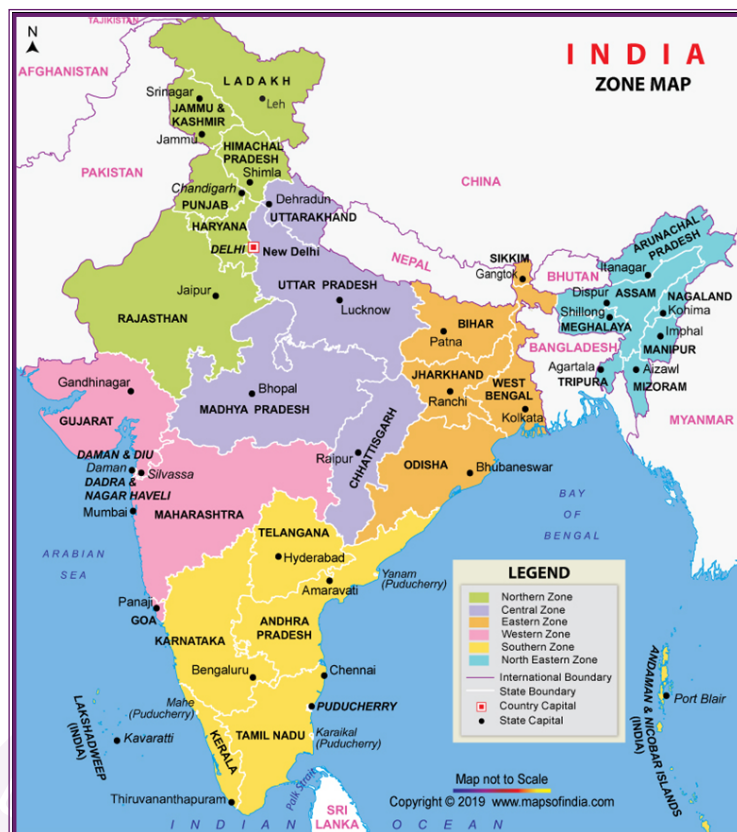 TAJIKISTAN
N
INDIA
ZONE MAP
AFGHANISTAN
LADAKH
Srinagar
Leh
JAMMU &
KASHMIR
Jammu
HIMACHAL
PRADESH
Shimla
PAKISTAN
CHINA
Chandigarh
PUNJAB
Dehradun
UTTARAKHAND
HARYANA
DELHI
New Delhi
NEPAL
SIKKIM
Gangtok
BHUTAN
ARUNACHAL
PRADESH
Itanagar
UTTAR PRADESH
Lucknow
Jaipur
RAJASTHAN
Dispur
ASSAM
NAGALAND
Kohima
Shillong
MEGHALAYA
BIHAR
Patna
Imphal
MANIPUR
BANGLADESH
Agartala
TRIPURA
Aizawl
MIZORAM
JHARKHAND
Ranchi
WEST
BENGAL
Kolkata
MYANMAR
Gandhinagar
GUJARAT
Bhopal
MADHYA PRADESH
CHHATTISGARH
Raipur
ODISHA
Bhubaneswar
DAMAN & DIU
Daman
Silvassa
DADRA &
NAGAR HAVELI
Mumbai
MAHARASHTRA
BAY
OF
BENGAL
ARABIAN
SEA
TELANGANA
Hyderabad
Yanam
(Puducherry)
Amaravati
Panaji
GOA
KARNATAKA
ANDHRA
PRADESH
Bengaluru
Chennai
Mahe
(Puducherry)
PUDUCHERRY
KERALA
TAMIL NADU
Karaikal
(Puducherry)
LAKSHADWEEP
(INDIA)
Kavaratti
Thiruvananthapuram
Palk Strait
SRI
LANKA
INDIAN OCEAN
ANDAMAN & NICOBAR ISLANDS
(INDIA)
Port Blair
LEGEND
Northern Zone
Central Zone
Eastern Zone
Western Zone
Southern Zone
North Eastern Zone
International Boundary
State Boundary
Country Capital
State Capital
Map not to Scale
Copyright © 2019 www.mapsofindia.com